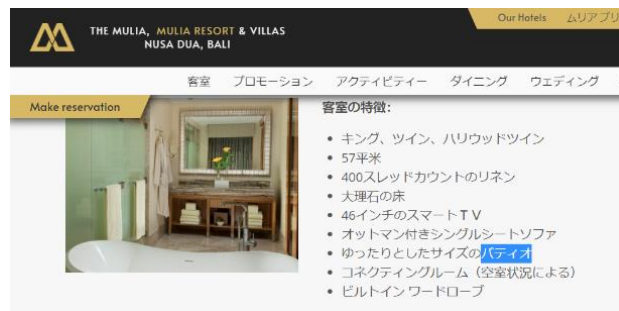 THE MULIA, MULIA RESORT & VILLAS
NUSA DUA, BALI
Our Hotels ムリアプリ
客室 プロモーション アクティビティー ダイニング ウェディング
Make reservation
客室の特徴:
• キング、ツイン、ハリウッドツイン
• 57平米
• 400スレッドカウントのリネン
• 大理石の床
• 46インチのスマートＴＶ
• オットマン付きシングルシートソファ
• ゆったりとしたサイズのパティオ
• コネクティングルーム（空室状況による）
• ビルトイン ワードローブ